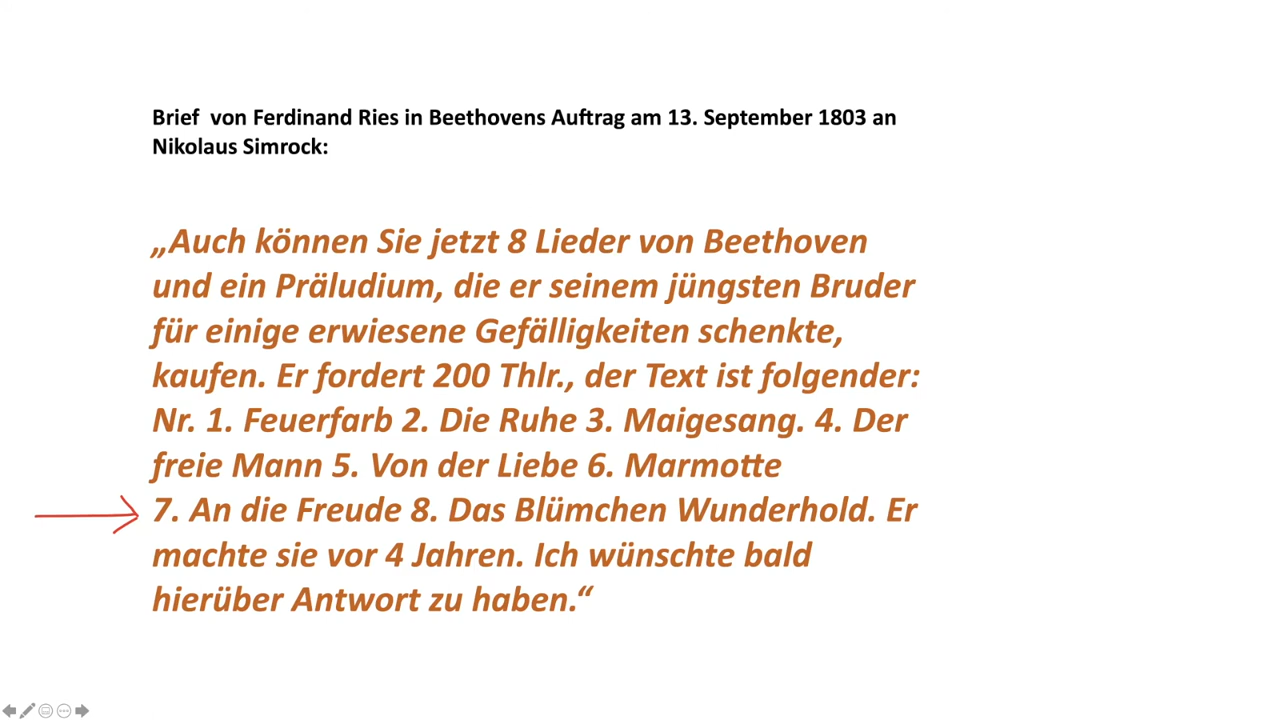 Brief  von Ferdinand Ries in Beethovens Auftrag am 13. September 1803 an
Nikolaus Simrock:
„Auch können Sie jetzt 8 Lieder von Beethoven
und ein Präludium, die er seinem jüngsten Bruder
für einige erwiesene Gefälligkeiten schenkte,
kaufen. Er fordert 200 Thlr., der Text ist folgender:
Nr. 1. Feuerfarb 2. Die Ruhe 3. Maigesang. 4. Der
freie Mann 5. Von der Liebe 6. Marmotte
7. An die Freude 8. Das Blümchen Wunderhold. Er
machte sie vor 4 Jahren. Ich wünschte bald
hierüber Antwort zu haben.“